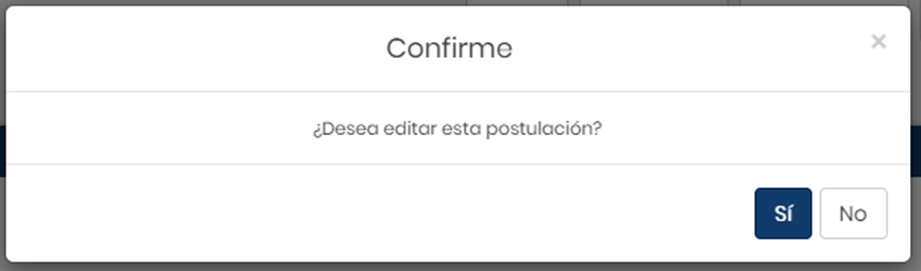 Confirme
×
¿Desea editar esta postulación?
Sí
No